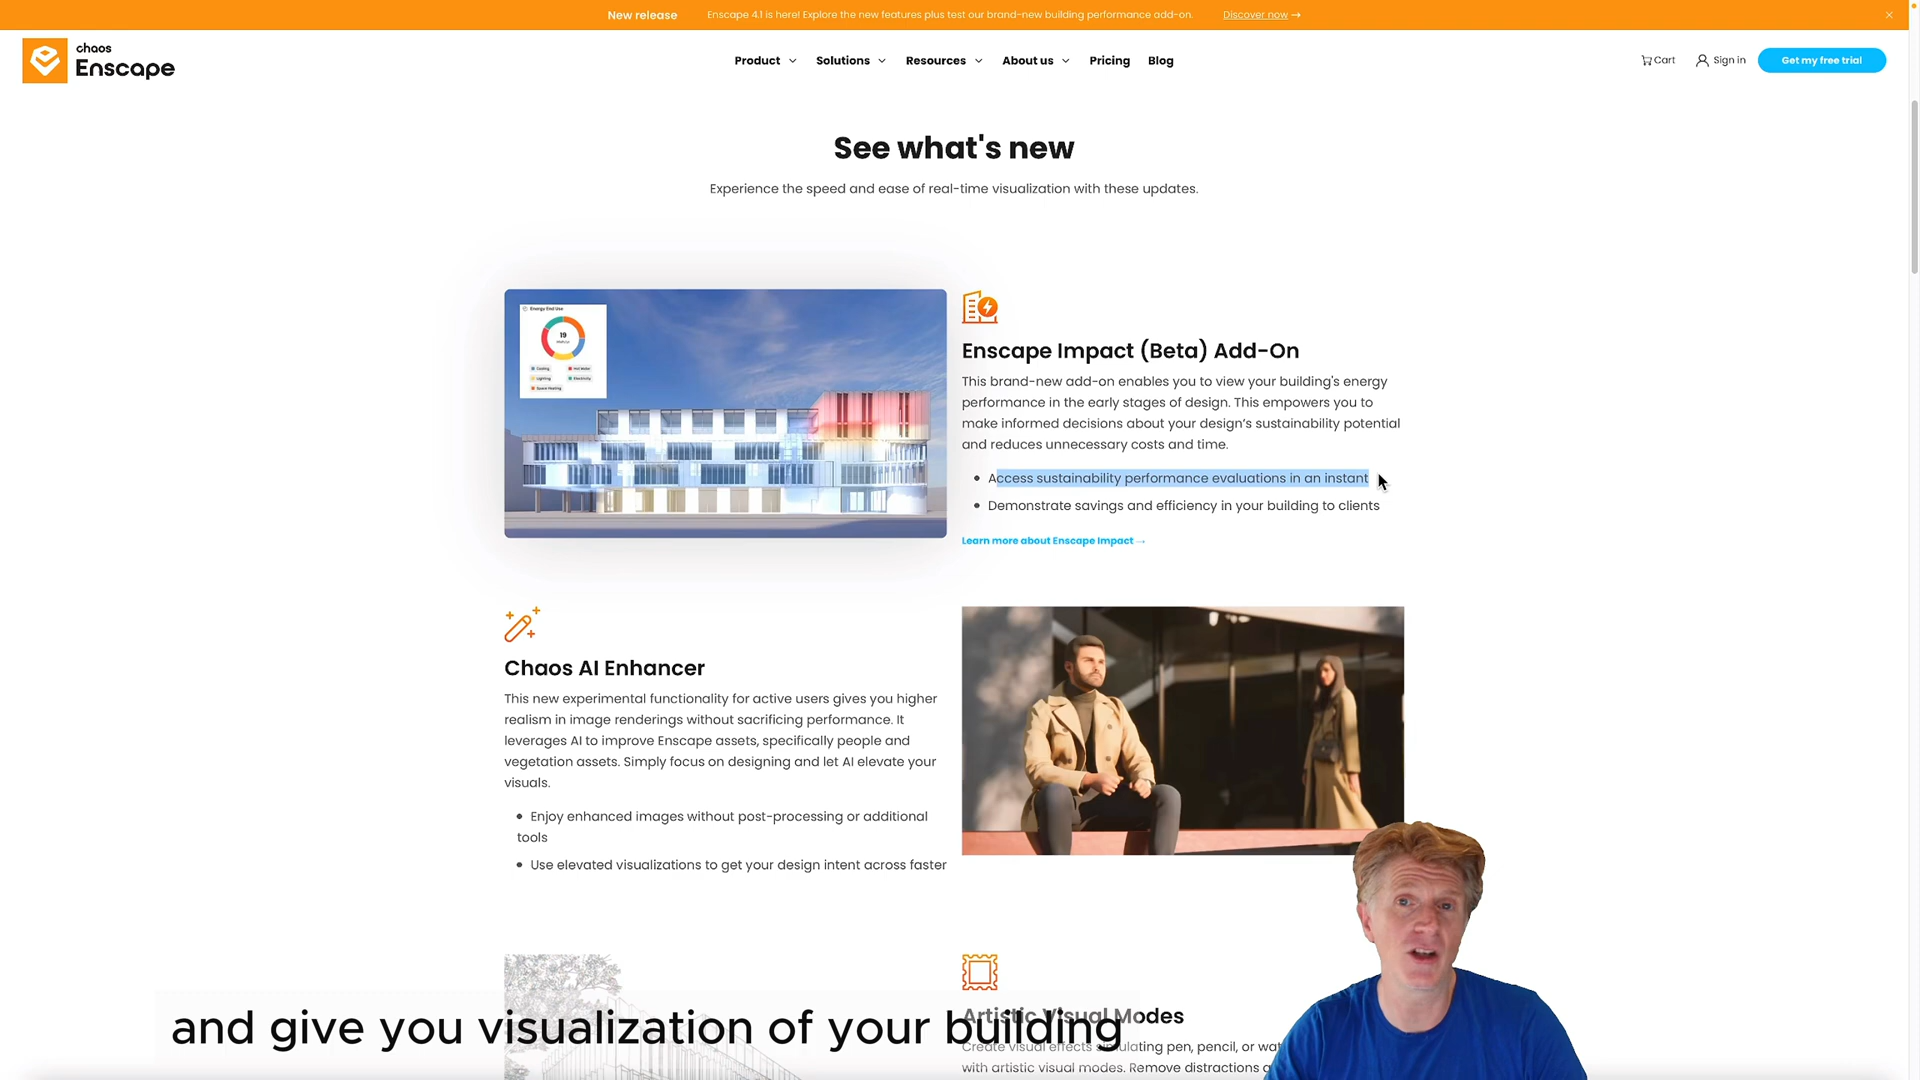 New release
Enscape 4.1 is here! Explore the new features plus test our brand-new building performance add-on.
Discover now →
chaos
Enscape
Product
Solutions
Resources
About us
Pricing
Blog
Cart
Sign in
Get my free trial
See what's new
Experience the speed and ease of real-time visualization with these updates.
Energy End Use
19
Cooling
Hot Water
Lighting
Electricity
Space Heating
Enscape Impact (Beta) Add-On
This brand-new add-on enables you to view your building's energy
performance in the early stages of design. This empowers you to
make informed decisions about your design’s sustainability potential
and reduces unnecessary costs and time.
• Access sustainability performance evaluations in an instant
• Demonstrate savings and efficiency in your building to clients
Learn more about Enscape Impact →
Chaos AI Enhancer
This new experimental functionality for active users gives you higher
realism in image renderings without sacrificing performance. It
leverages AI to improve Enscape assets, specifically people and
vegetation assets. Simply focus on designing and let AI elevate your
visuals.
• Enjoy enhanced images without post-processing or additional
tools
• Use elevated visualizations to get your design intent across faster
Artistic Visual Modes
Create visual effects simulating pen, pencil, or
with artistic visual modes. Remove distractions
and give you visualization of your building